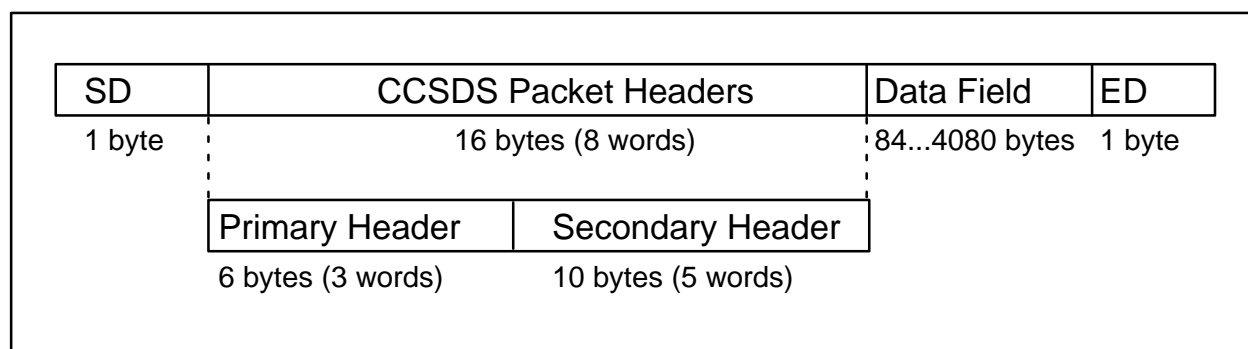 SD CCSDS Packet Headers Data Field ED
1 byte 16 bytes (8 words) 84...4080 bytes 1 byte
Primary Header Secondary Header
6 bytes (3 words) 10 bytes (5 words)